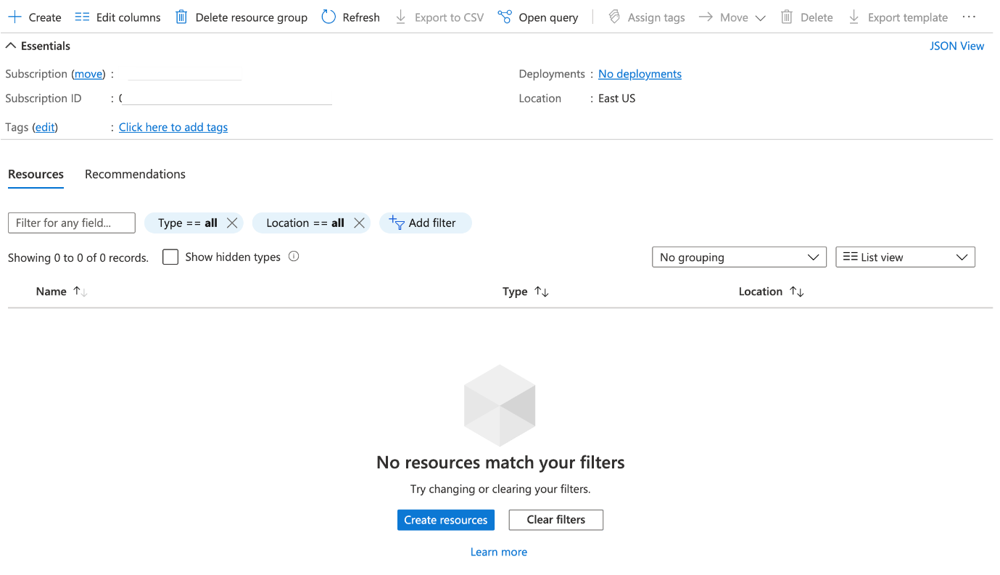 Create Edit columns Delete resource group Refresh Export to CSV Open query Assign tags Move Delete Export template ...
Essentials JSON View
Subscription (move) : Deployments : No deployments
Subscription ID : Location : East US
Tags (edit) : Click here to add tags
Resources Recommendations
Filter for any field... Type == all Location == all Add filter
Showing 0 to 0 of 0 records. Show hidden types No grouping List view
Name Type Location
No resources match your filters
Try changing or clearing your filters.
Create resources Clear filters
Learn more